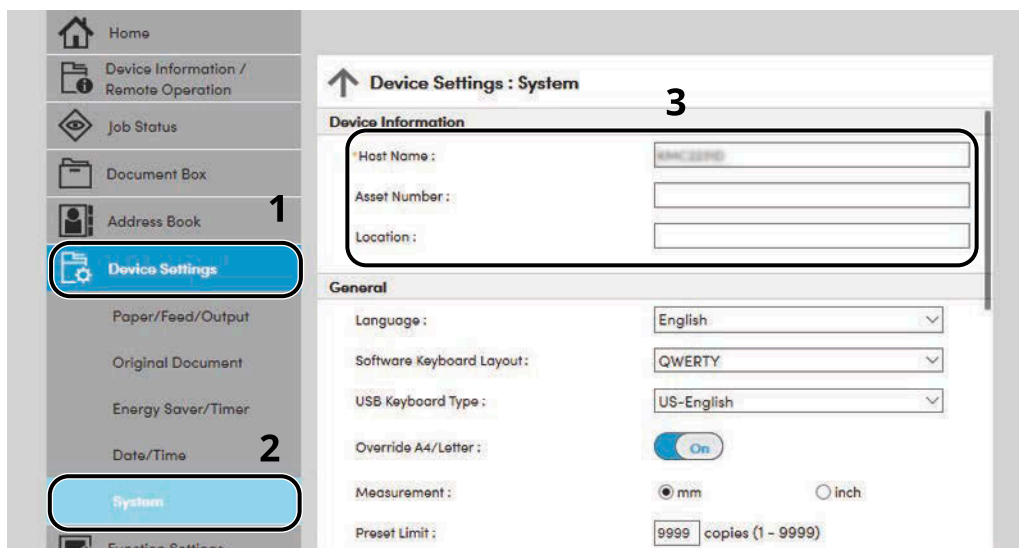 Home
Device Information /
Remote Operation
Job Status
Document Box
Address Book
1
Device Settings
Paper/Feed/Output
Original Document
Energy Saver/Timer
Date/Time
2
System
Function Settings
Device Settings : System
3
Device Information
*Host Name :
Asset Number :
Location :
General
Language : English
Software Keyboard Layout : QWERTY
USB Keyboard Type : US-English
Override A4/Letter : On
Measurement : mm inch
Preset Limit : 9999 copies (1 - 9999)